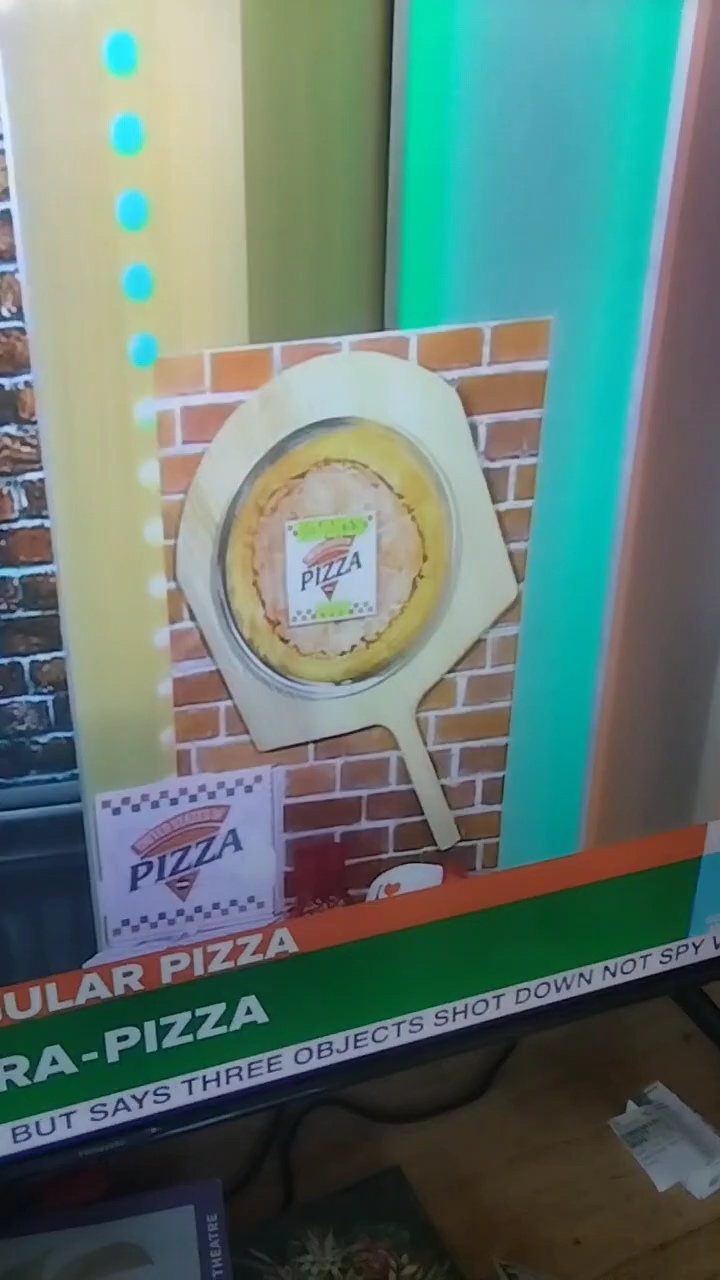 PIZZA
PIZZA
ULAR PIZZA
RA-PIZZA
BUT SAYS THREE OBJECTS SHOT DOWN NOT SPY
THEATRE